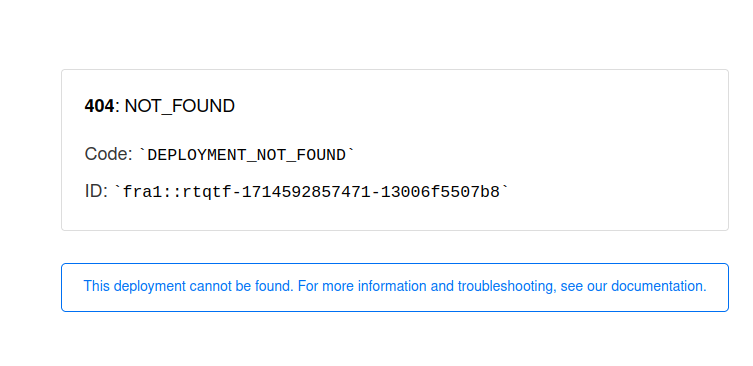 404: NOT_FOUND
Code: `DEPLOYMENT_NOT_FOUND`
ID: `fra1::rtqtf-1714592857471-13006f5507b8`
This deployment cannot be found. For more information and troubleshooting, see our documentation.